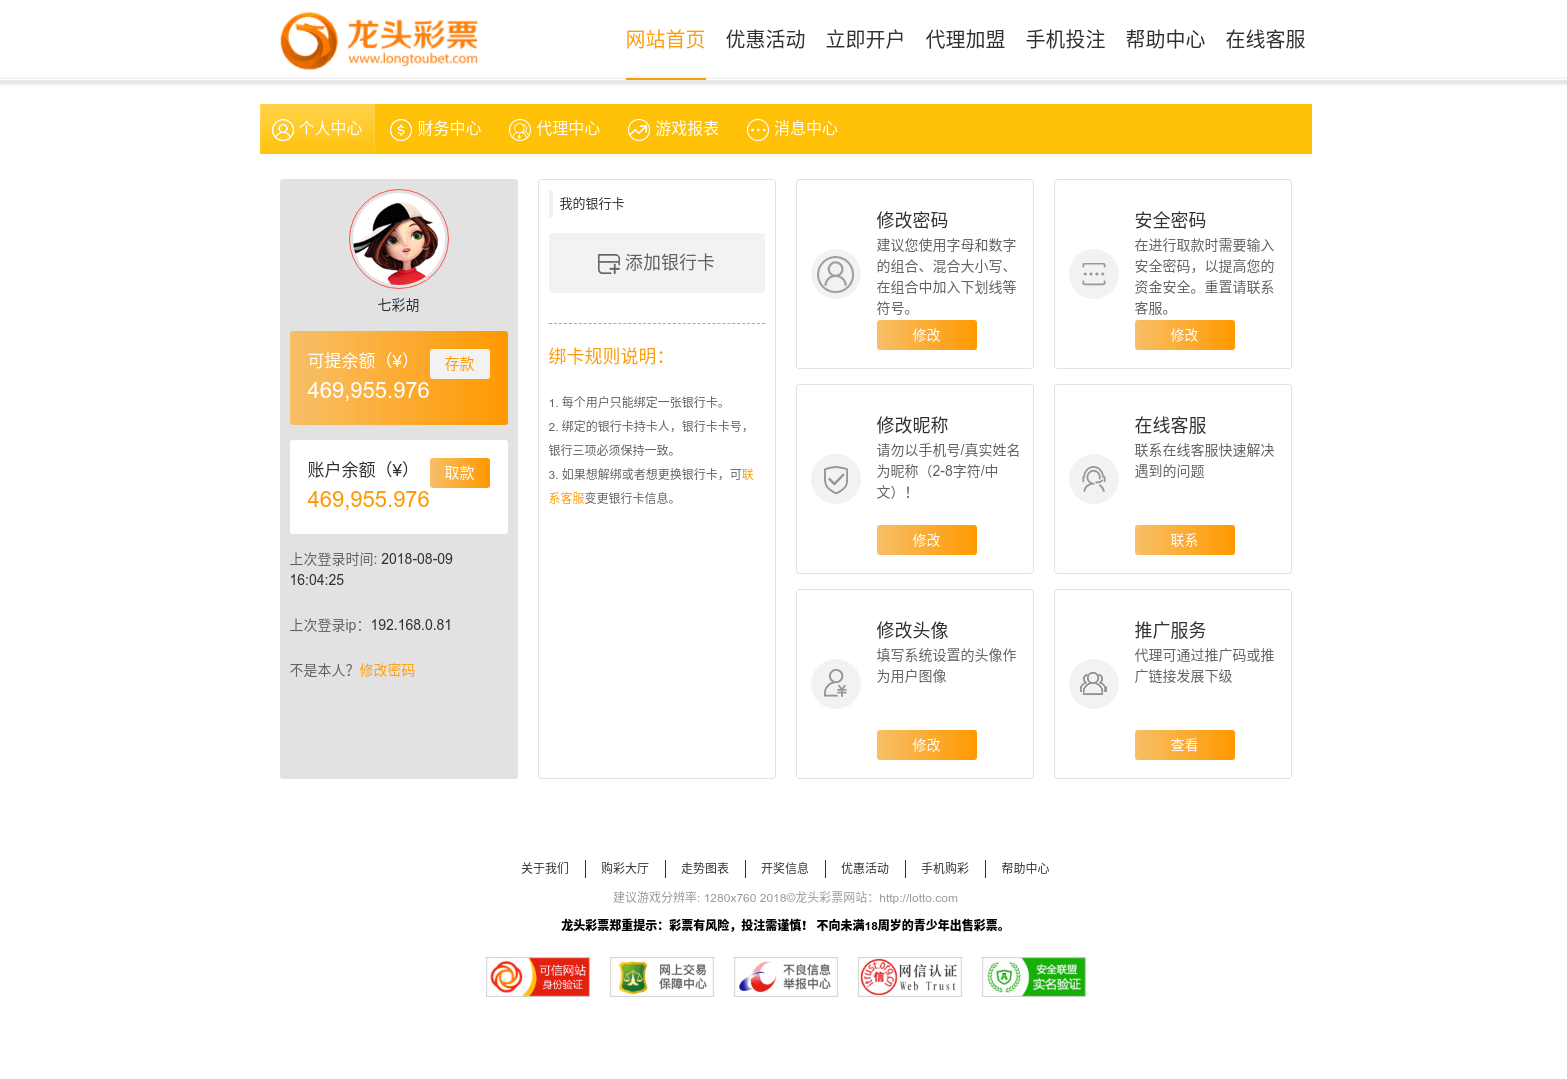 龙头彩票
www.longtoubet.com
网站首页 优惠活动 立即开户 代理加盟 手机投注 帮助中心 在线客服
个人中心 财务中心 代理中心 游戏报表 消息中心
七彩胡
可提余额（¥）
存款
469,955.976
账户余额（¥）
取款
469,955.976
上次登录时间: 2018-08-09
16:04:25
上次登录ip：192.168.0.81
不是本人？修改密码
我的银行卡
添加银行卡
绑卡规则说明：
1. 每个用户只能绑定一张银行卡。
2. 绑定的银行卡持卡人，银行卡卡号，
银行三项必须保持一致。
3. 如果想解绑或者想更换银行卡，可联
系客服变更银行卡信息。
修改密码
建议您使用字母和数字
的组合、混合大小写、
在组合中加入下划线等
符号。
修改
安全密码
在进行取款时需要输入
安全密码，以提高您的
资金安全。重置请联系
客服。
修改
修改昵称
请勿以手机号/真实姓名
为昵称（2-8字符/中
文）！
修改
在线客服
联系在线客服快速解决
遇到的问题
联系
修改头像
填写系统设置的头像作
为用户图像
修改
推广服务
代理可通过推广码或推
广链接发展下级
查看
关于我们 购彩大厅 走势图表 开奖信息 优惠活动 手机购彩 帮助中心
建议游戏分辨率: 1280x760 2018©龙头彩票网站：http://lotto.com
龙头彩票郑重提示：彩票有风险，投注需谨慎！ 不向未满18周岁的青少年出售彩票。
可信网站
身份验证
网上交易
保障中心
不良信息
举报中心
信
网信认证
Web Trust
安全联盟
实名验证